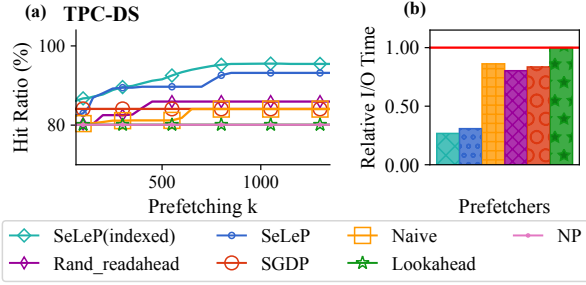 (a) TPC-DS
(b)
Hit Ratio (%)
100
80
500
1000
Prefetching k
Relative I/O Time
1.00
0.50
0.00
Prefetchers
SeLeP(indexed)
SeLeP
Naive
NP
Rand_readahead
SGDP
Lookahead